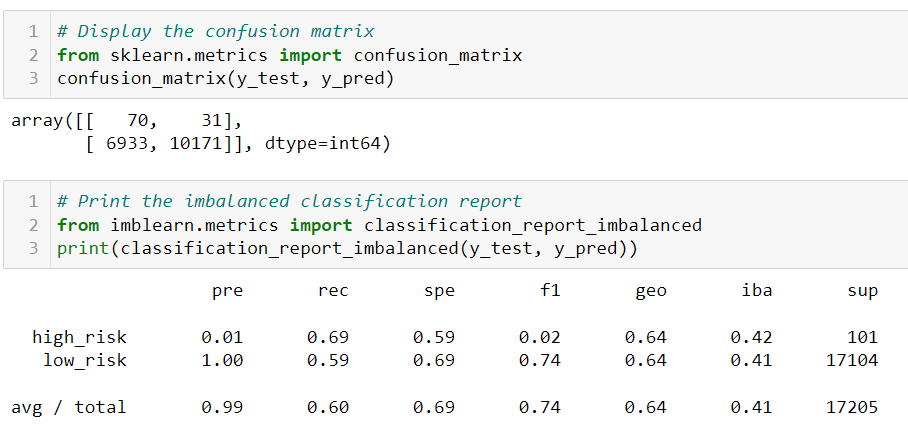 1 # Display the confusion matrix
2 from sklearn.metrics import confusion_matrix
3 confusion_matrix(y_test, y_pred)
array([[   70,    31],
       [ 6933, 10171]], dtype=int64)
1 # Print the imbalanced classification report
2 from imblearn.metrics import classification_report_imbalanced
3 print(classification_report_imbalanced(y_test, y_pred))
                  pre       rec       spe        f1       geo       iba       sup
  high_risk       0.01      0.69      0.59      0.02      0.64      0.42       101
   low_risk       1.00      0.59      0.69      0.74      0.64      0.41     17104
avg / total       0.99      0.60      0.69      0.74      0.64      0.41     17205